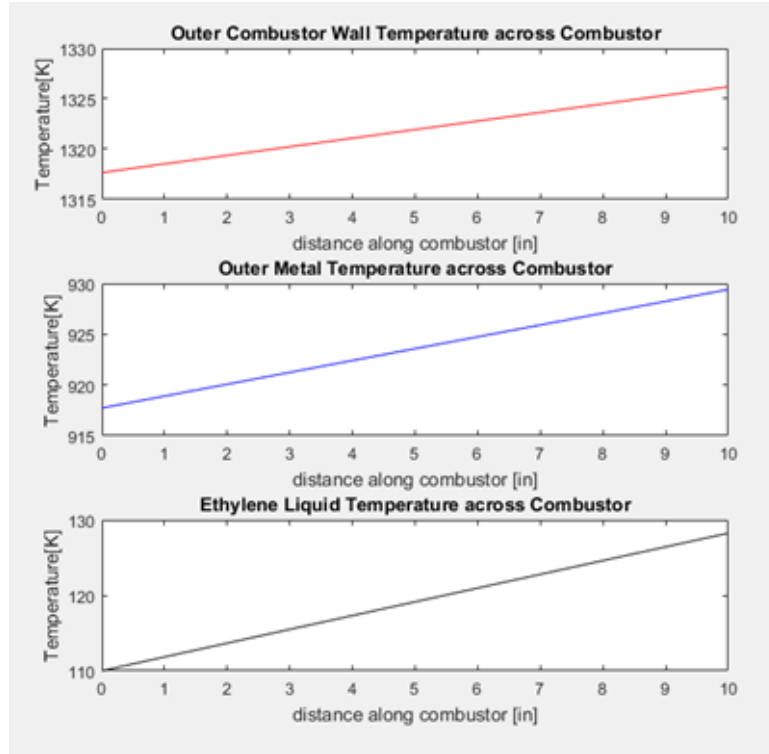 Outer Combustor Wall Temperature across Combustor
Temperature[K]
1330
1325
1320
1315
0 1 2 3 4 5 6 7 8 9 10
distance along combustor [in]
Outer Metal Temperature across Combustor
Temperature[K]
930
925
920
915
0 1 2 3 4 5 6 7 8 9 10
distance along combustor [in]
Ethylene Liquid Temperature across Combustor
Temperature[K]
130
120
110
0 1 2 3 4 5 6 7 8 9 10
distance along combustor [in]